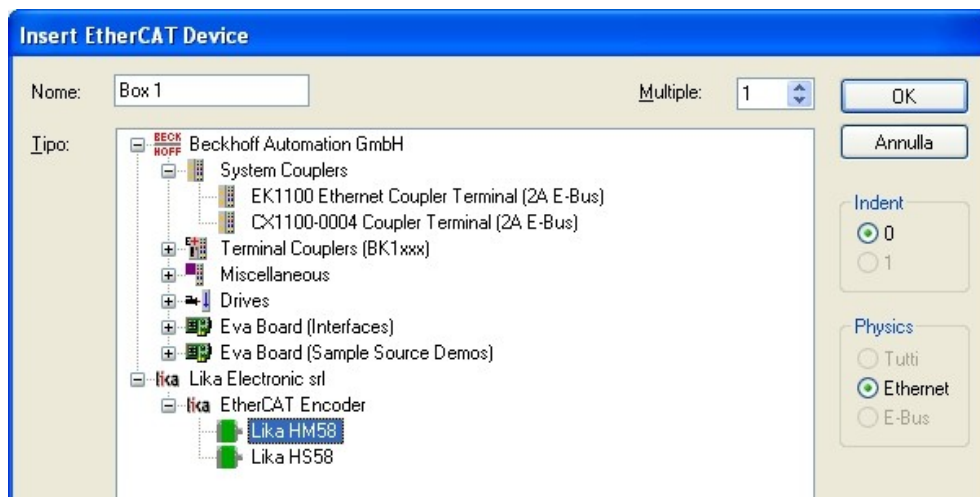 Insert EtherCAT Device
Nome: Box 1 Multiple: 1 OK
Annulla
Tipo:
BECKHOFF Beckhoff Automation GmbH
System Couplers
EK1100 Ethernet Coupler Terminal (2A E-Bus)
CX1100-0004 Coupler Terminal (2A E-Bus)
Terminal Couplers (BK1xxx)
Miscellaneous
Drives
Eva Board (Interfaces)
Eva Board (Sample Source Demos)
lika Lika Electronic srl
lika EtherCAT Encoder
Lika HM58
Lika HS58
Indent
0
1
Physics
Tutti
Ethernet
E-Bus